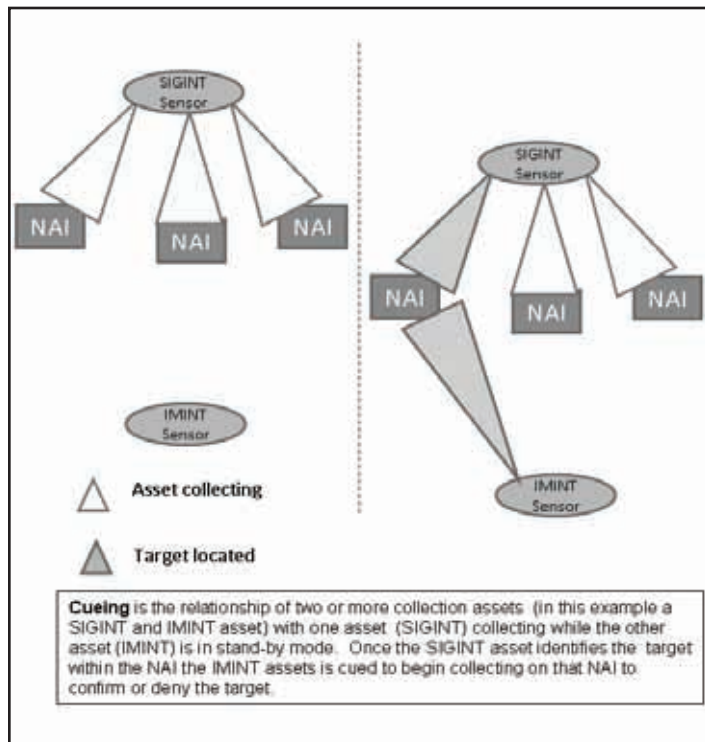 SIGINT
Sensor
NAI
NAI
NAI
IMINT
Sensor
Asset collecting
Target located
SIGINT
Sensor
NAI
NAI
NAI
IMINT
Sensor
Cueing is the relationship of two or more collection assets (in this example a
SIGINT and IMINT asset) with one asset (SIGINT) collecting while the other
asset (IMINT) is in stand-by mode. Once the SIGINT asset identifies the target
within the NAI the IMINT assets is cued to begin collecting on that NAI to
confirm or deny the target.